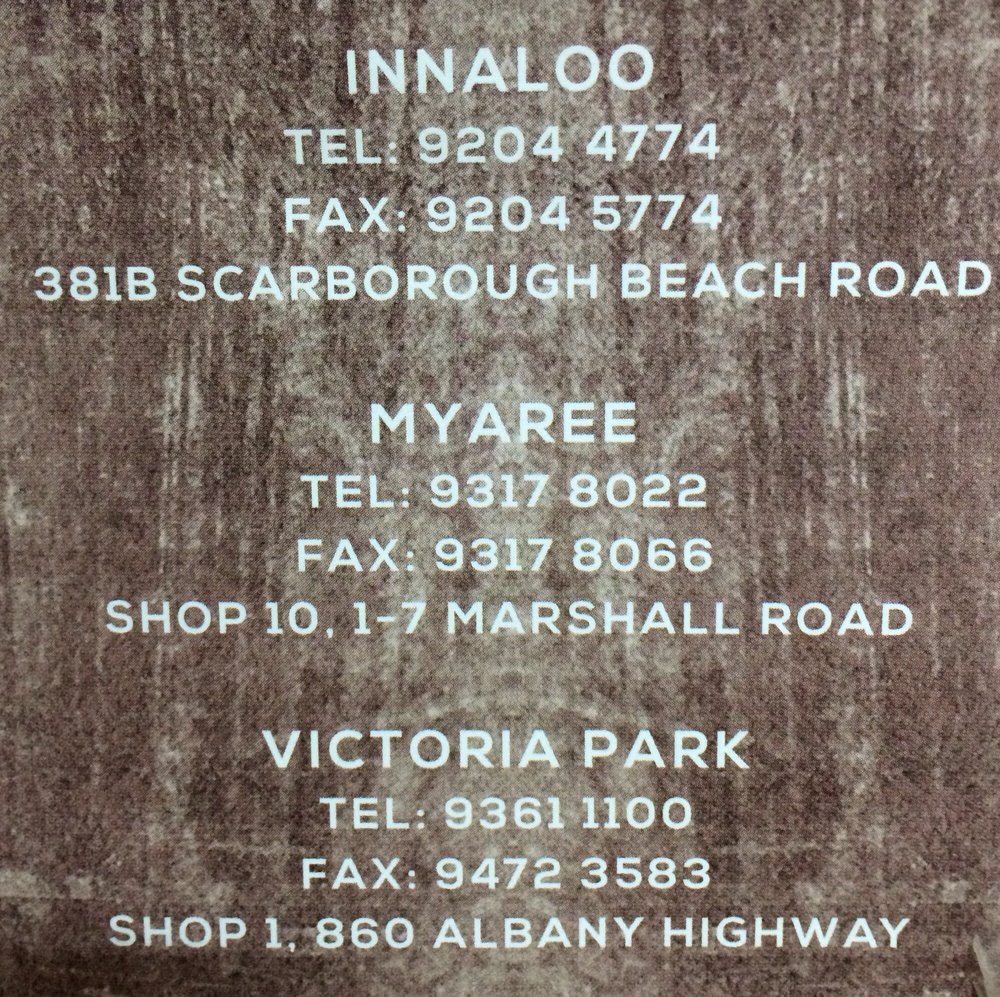 INNALOO
TEL: 9204 4774
FAX: 9204 5774
381B SCARBOROUGH BEACH ROAD
MYAREE
TEL: 9317 8022
FAX: 9317 8066
SHOP 10, 1-7 MARSHALL ROAD
VICTORIA PARK
TEL: 9361 1100
FAX: 9472 3583
SHOP 1, 860 ALBANY HIGHWAY